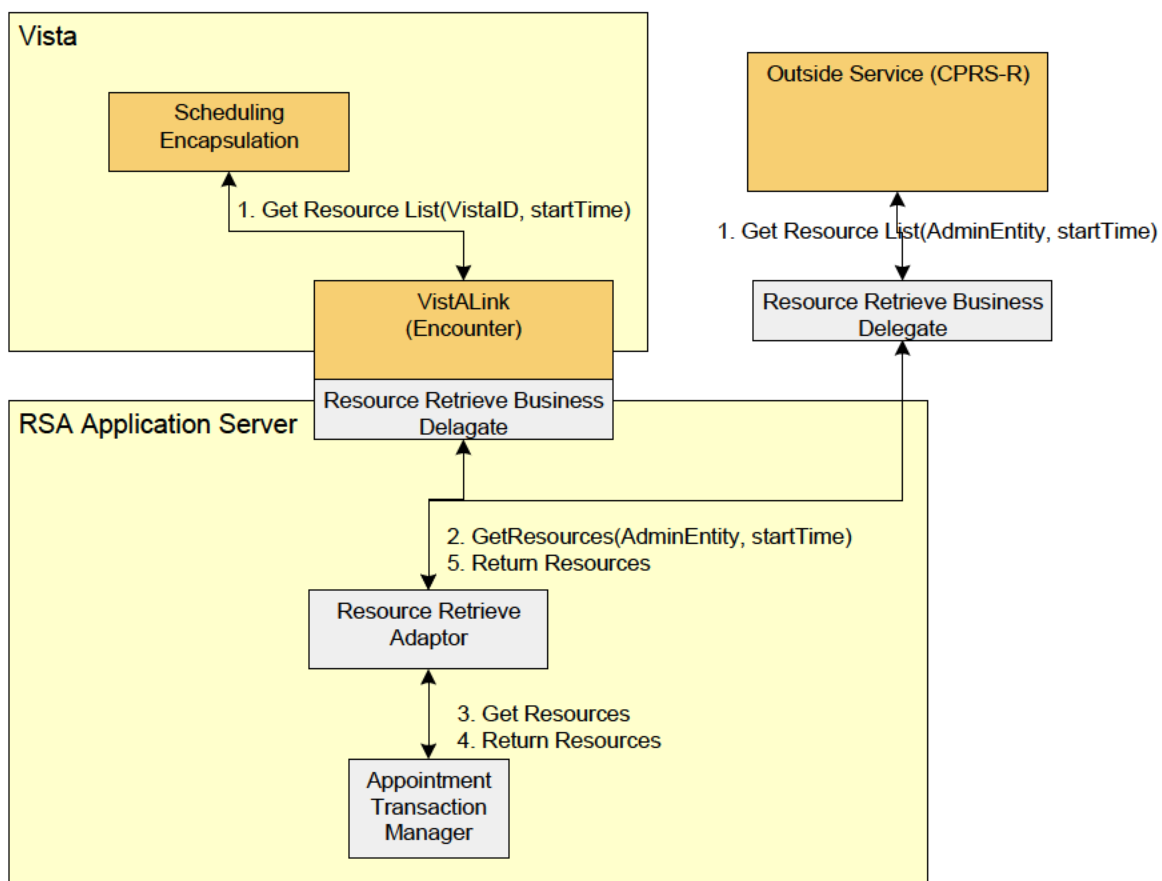 Vista
Scheduling
Encapsulation
1. Get Resource List(VistaID, startTime)
VistALink
(Encounter)
Resource Retrieve Business
Delagate
Outside Service (CPRS-R)
1. Get Resource List(AdminEntity, startTime)
Resource Retrieve Business
Delegate
RSA Application Server
2. GetResources(AdminEntity, startTime)
5. Return Resources
Resource Retrieve
Adaptor
3. Get Resources
4. Return Resources
Appointment
Transaction
Manager